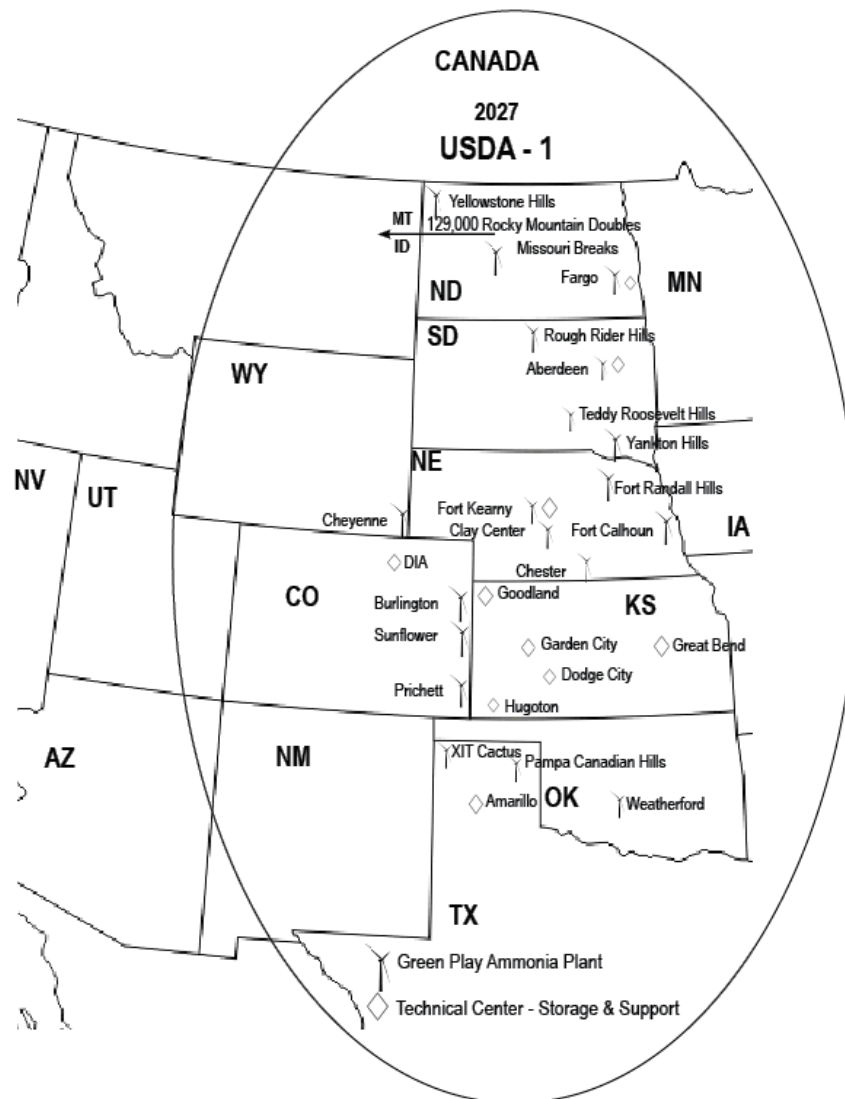 CANADA
2027
USDA - 1
Yellowstone Hills
MT
129,000 Rocky Mountain Doubles
ID
Missouri Breaks
Fargo
ND
MN
SD
Rough Rider Hills
WY
Aberdeen
Teddy Roosevelt Hills
Yankton Hills
NE
NV
UT
Fort Randall Hills
Cheyenne
Fort Kearny
Clay Center
Fort Calhoun
IA
DIA
Chester
CO
Burlington
Goodland
KS
Sunflower
Garden City
Great Bend
Dodge City
Prichett
Hugoton
AZ
NM
XIT Cactus
Pampa Canadian Hills
Amarillo
OK
Weatherford
TX
Green Play Ammonia Plant
Technical Center - Storage & Support